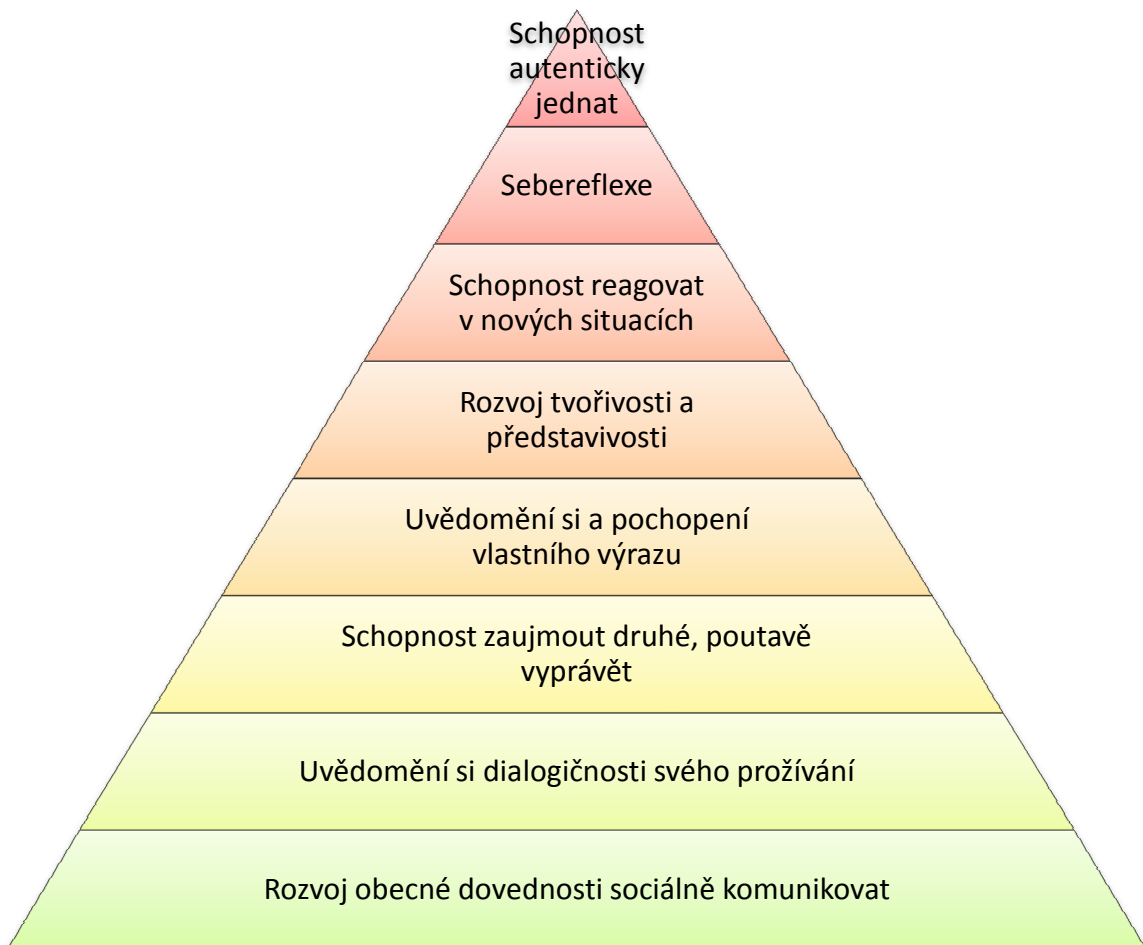 Schopnost
autenticky
jednat
Sebereflexe
Schopnost reagovat
v nových situacích
Rozvoj tvořivosti a
představivosti
Uvědomění si a pochopení
vlastního výrazu
Schopnost zaujmout druhé, poutavě
vyprávět
Uvědomění si dialogičnosti svého prožívání
Rozvoj obecné dovednosti sociálně komunikovat